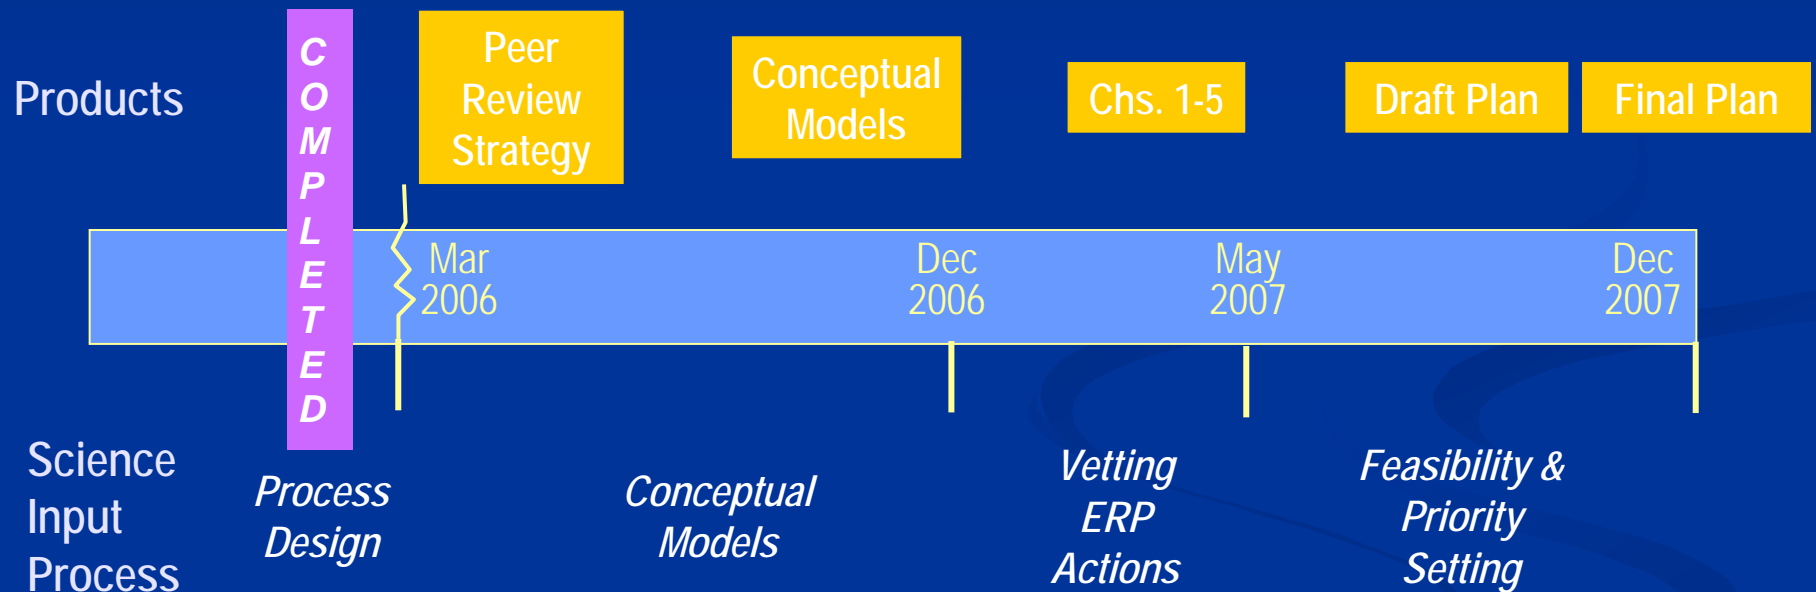 Products
C
O
M
P
L
E
T
E
D
Peer
Review
Strategy
Conceptual
Models
Chs. 1-5
Draft Plan
Final Plan
Mar
2006
Dec
2006
May
2007
Dec
2007
Science
Input
Process
Process
Design
Conceptual
Models
Vetting
ERP
Actions
Feasibility &
Priority
Setting